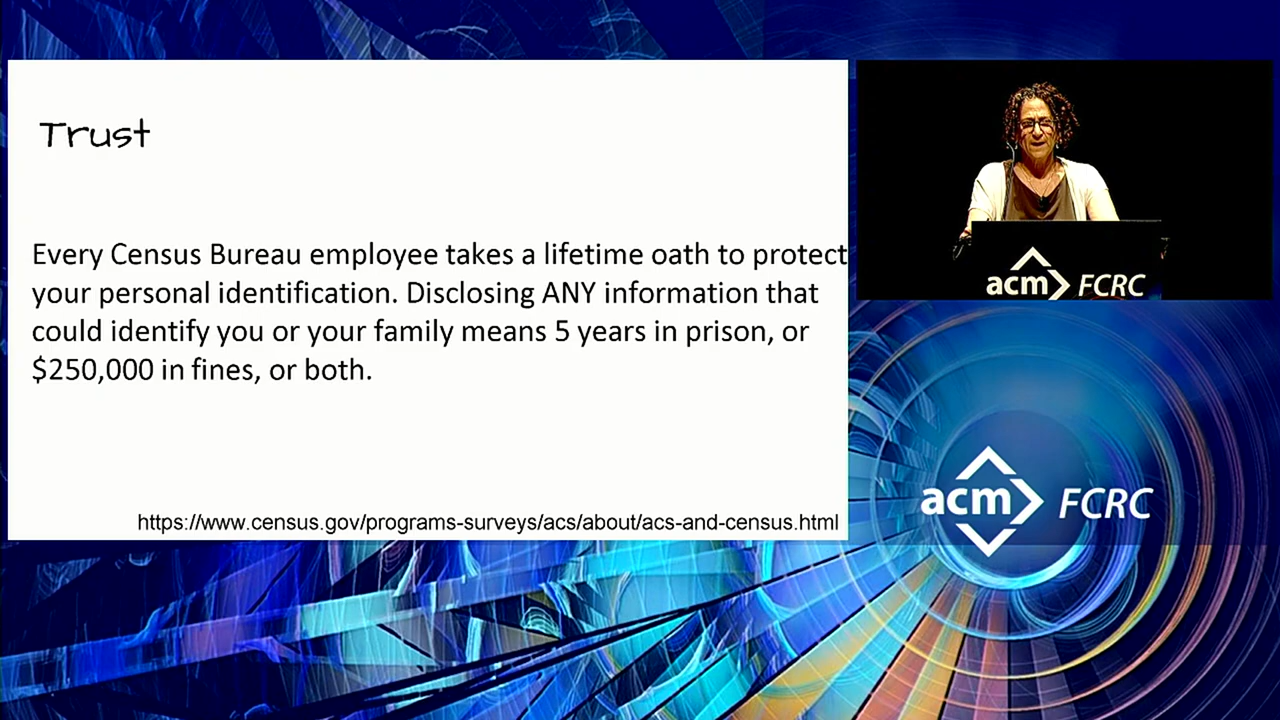 Trust
Every Census Bureau employee takes a lifetime oath to protect
your personal identification. Disclosing ANY information that
could identify you or your family means 5 years in prison, or
$250,000 in fines, or both.
https://www.census.gov/programs-surveys/acs/about/acs-and-census.html
acm FCRC
acm FCRC